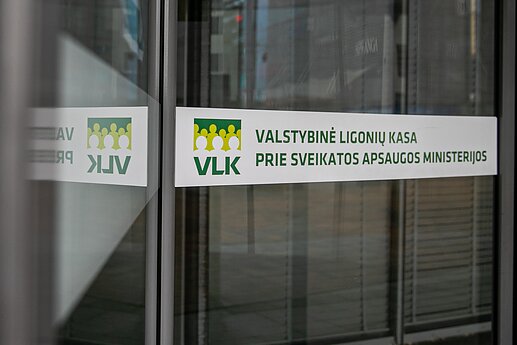 VLK
VALSTYBINĖ LIGONIŲ KASA
PRIE SVEIKATOS APSAUGOS MINISTERIJOS